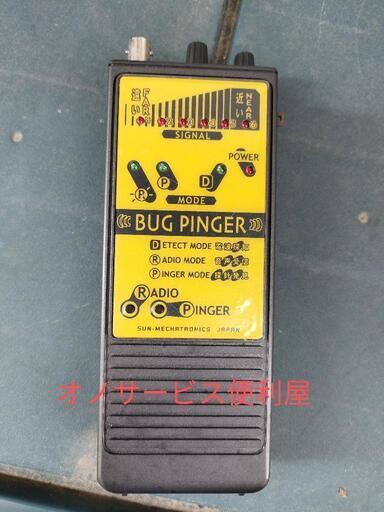 遠い FAR
近い NEAR
SIGNAL
POWER
R P D
MODE
BUG PINGER
D DETECT MODE
R RADIO MODE
P PINGER MODE
RADIO
PINGER
SUN-MECHATRONICS JAPAN
オノサービス便利屋